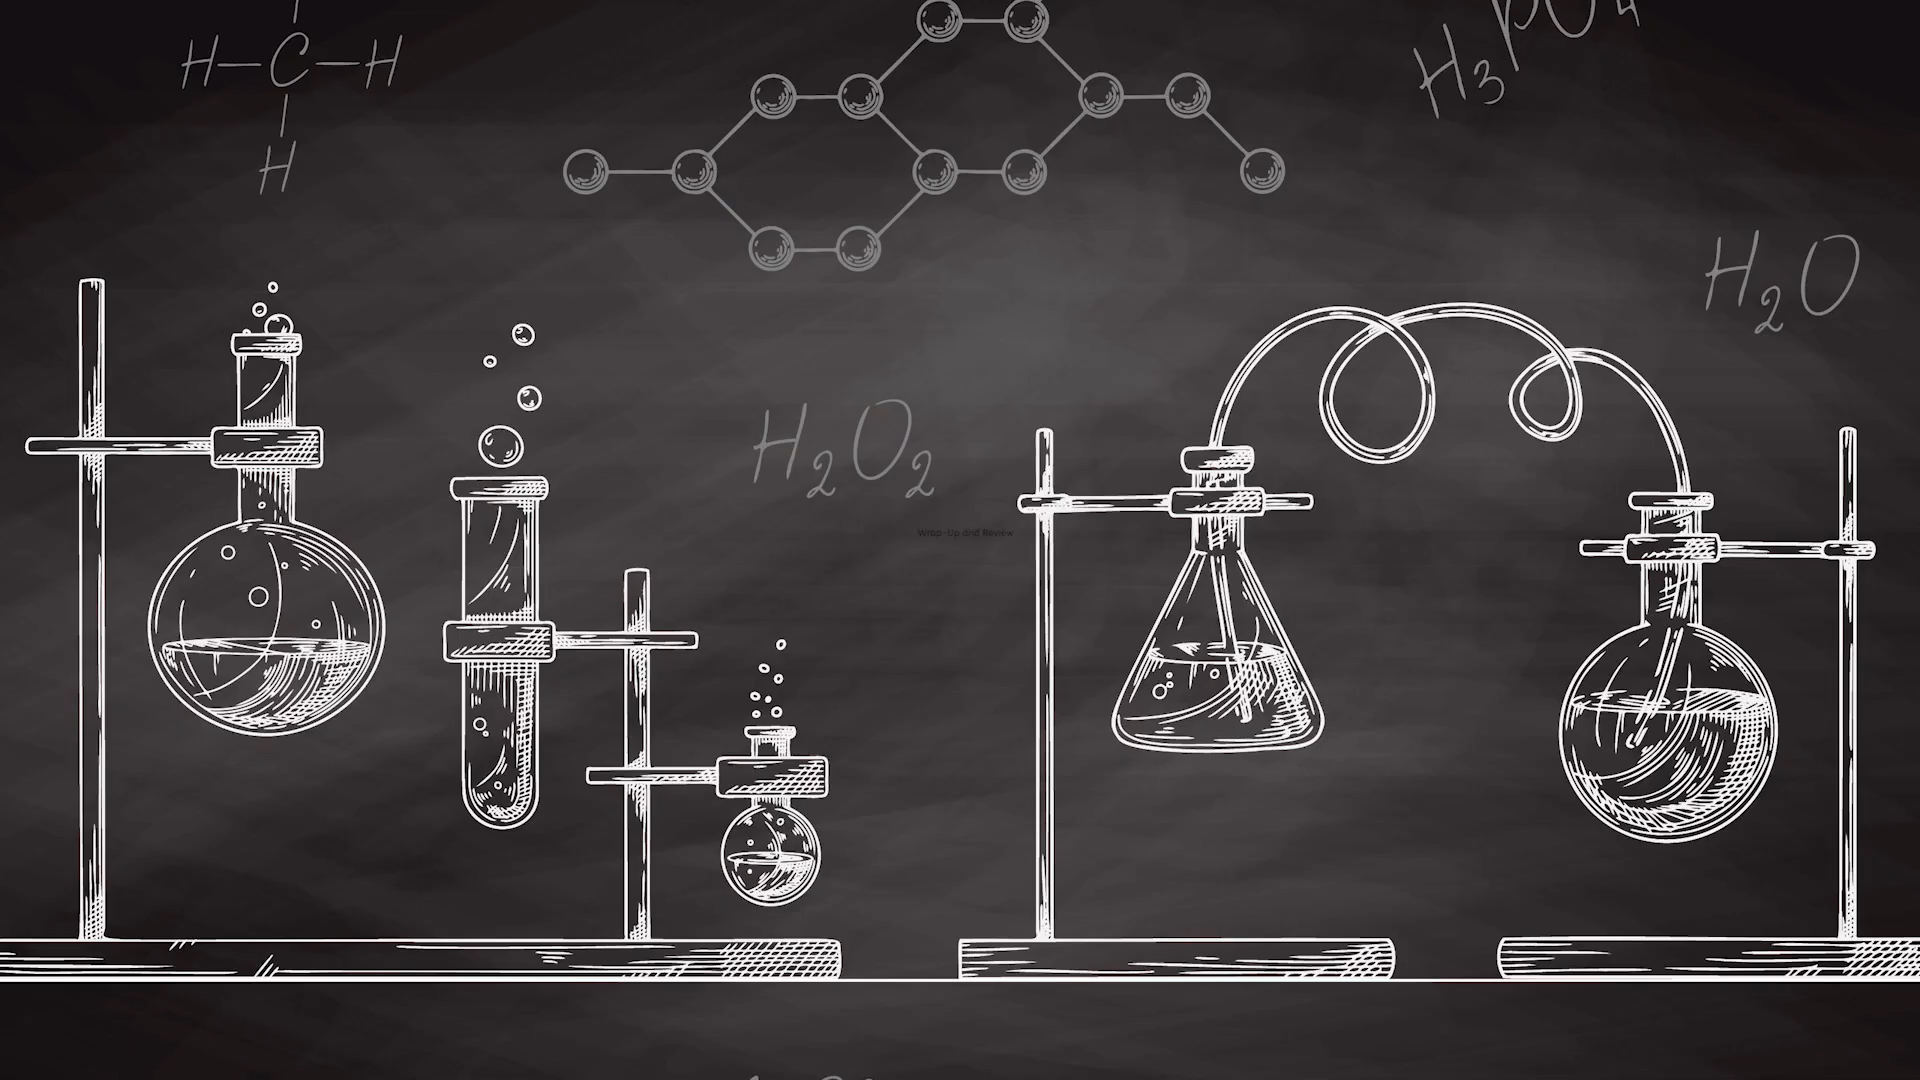 H—C—H
H
H₃PO₄
H₂O
H₂O₂
Wrap-Up and Review